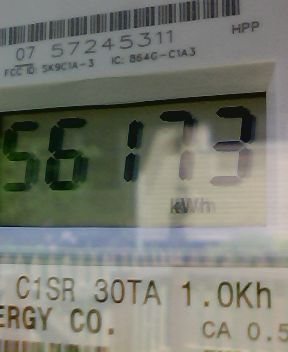 HPP
07 57245311
FCC ID: SK9C1A-3 IC: 864G-C1A3
56173
kWh
C1SR 30TA 1.0Kh
ERGY CO.
CA 0.5